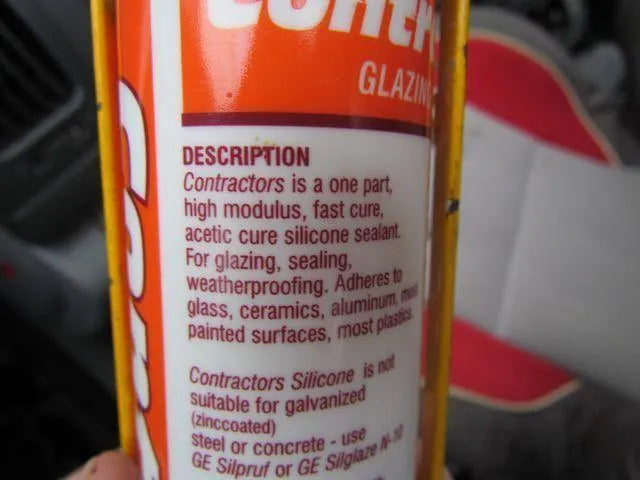 Contr
GLAZIN
DESCRIPTION
Contractors is a one part,
high modulus, fast cure,
acetic cure silicone sealant.
For glazing, sealing,
weatherproofing. Adheres to
glass, ceramics, aluminum, most
painted surfaces, most plastics.
Contractors Silicone is not
suitable for galvanized
(zinccoated)
steel or concrete - use
GE Silpruf or GE Silglaze N-10
Con